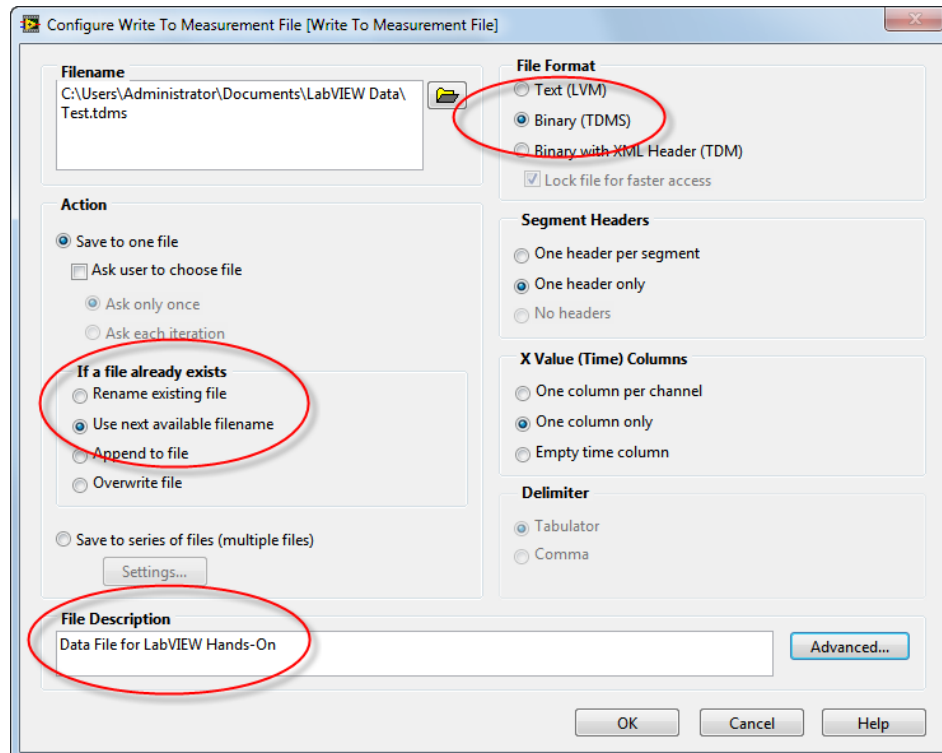 Configure Write To Measurement File [Write To Measurement File]
Filename
C:\Users\Administrator\Documents\LabVIEW Data\
Test.tdms
Action
Save to one file
Ask user to choose file
Ask only once
Ask each iteration
If a file already exists
Rename existing file
Use next available filename
Append to file
Overwrite file
Save to series of files (multiple files)
Settings...
File Format
Text (LVM)
Binary (TDMS)
Binary with XML Header (TDM)
Lock file for faster access
Segment Headers
One header per segment
One header only
No headers
X Value (Time) Columns
One column per channel
One column only
Empty time column
Delimiter
Tabulator
Comma
File Description
Data File for LabVIEW Hands-On
Advanced...
OK
Cancel
Help